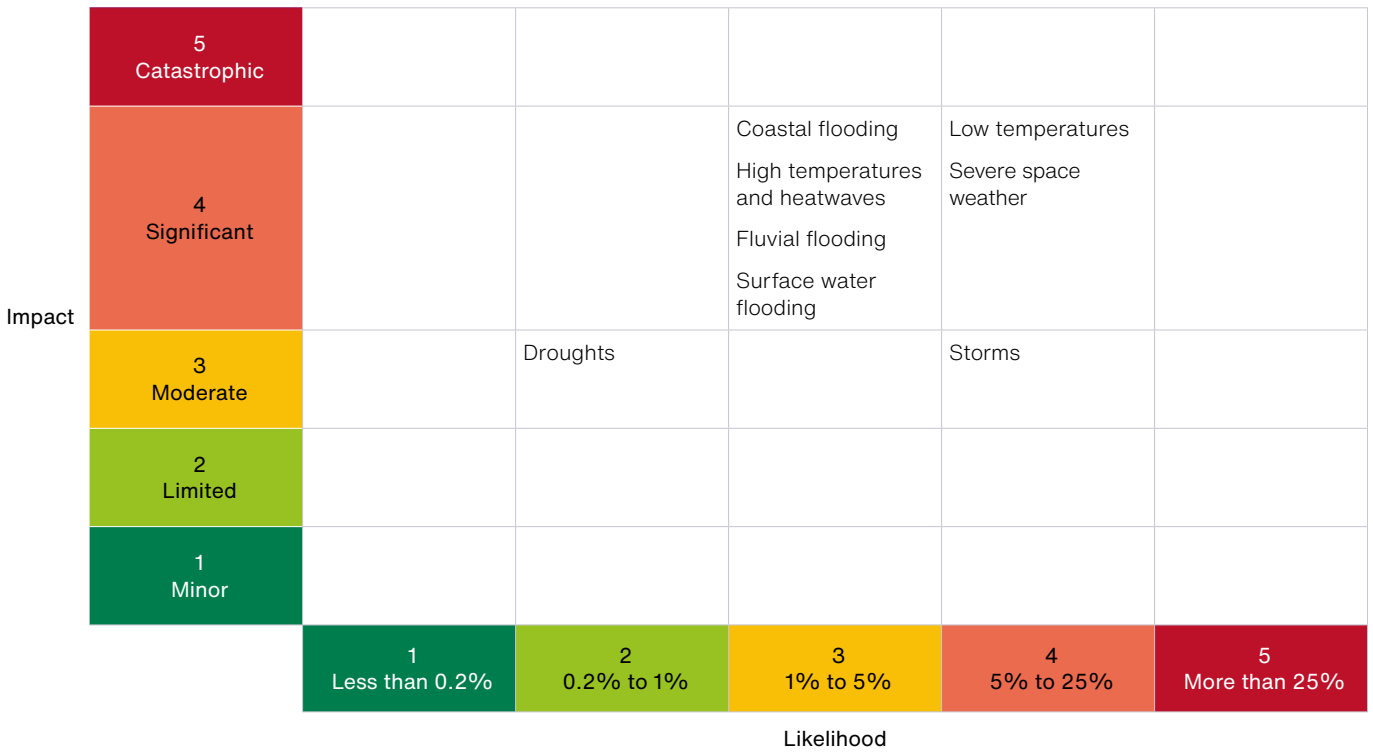 5
Catastrophic
Coastal flooding
High temperatures
and heatwaves
Fluvial flooding
Surface water
flooding
Low temperatures
Severe space
weather
4
Significant
Impact
3
Moderate
Droughts
Storms
2
Limited
1
Minor
1
Less than 0.2%
2
0.2% to 1%
3
1% to 5%
4
5% to 25%
5
More than 25%
Likelihood